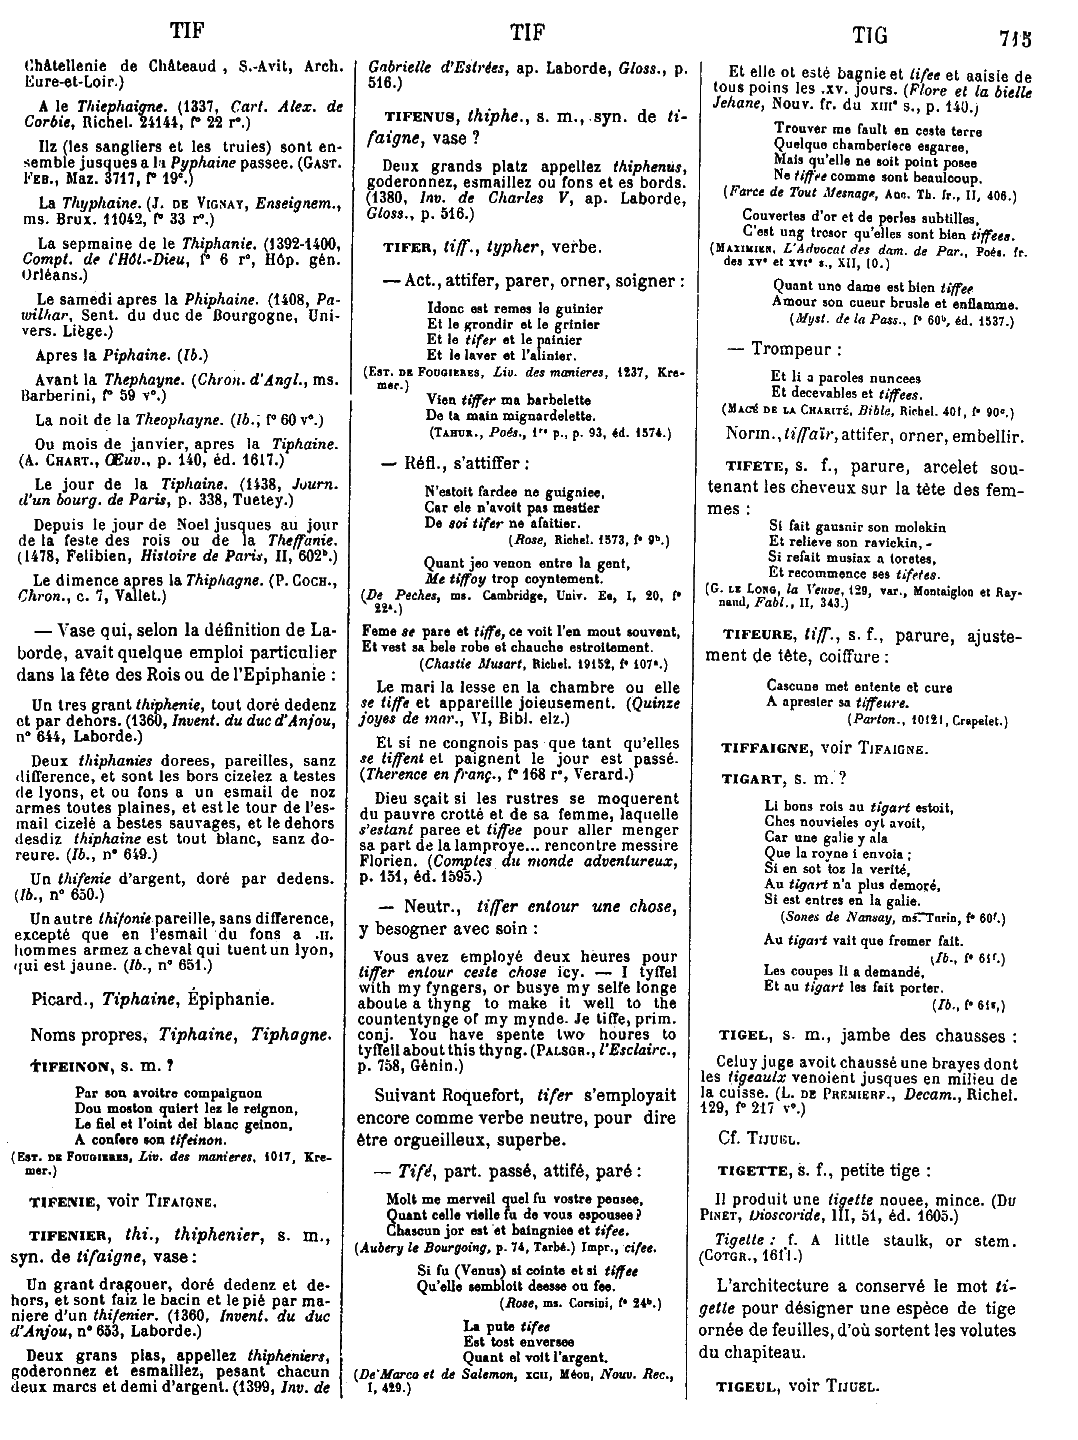 TIF
TIF
TIG
715
Châtellenie de Châteaud , S.-Avit, Arch.
Eure-et-Loir.)
A le Thiephaigne. (1337, Cart. Alex. de
Corbie, Richel. 24144, f° 22 r°.)
Ilz (les sangliers et les truies) sont en-
semble jusques a la Pyphaine passee. (GAST.
FEB., Maz. 3717, f° 19c.)
La Thyphaine. (J. DE VIGNAY, Enseignem.,
ms. Brux. 11042, f° 33 r°.)
La sepmaine de le Thiphanie. (1392-1400,
Compt. de l'Hôt.-Dieu, f° 6 r°, Hôp. gén.
Orléans.)
Le samedi apres la Phiphaine. (1408, Pa-
wilhar, Sent. du duc de Bourgogne, Uni-
vers. Liège.)
Apres la Piphaine. (Ib.)
Avant la Thephayne. (Chron. d'Angl., ms.
Barberini, f° 59 v°.)
La noit de la Theophayne. (Ib., f° 60 v°.)
Ou mois de janvier, apres la Tiphaine.
(A. CHART., Œuv., p. 140, éd. 1617.)
Le jour de la Tiphaine. (1438, Journ.
d'un bourg. de Paris, p. 338, Tuetey.)
Depuis le jour de Noel jusques au jour
de la feste des rois ou de la Theffanie.
(1478, Felibien, Histoire de Paris, II, 602b.)
Le dimence apres la Thiphagne. (P. COCH.,
Chron., c. 7, Vallet.)
— Vase qui, selon la définition de La-
borde, avait quelque emploi particulier
dans la fête des Rois ou de l'Epiphanie :
Un tres grant thiphenie, tout doré dedenz
et par dehors. (1360, Invent. du duc d'Anjou,
n° 644, Laborde.)
Deux thiphanies dorees, pareilles, sanz
difference, et sont les bors cizelez a testes
de lyons, et ou fons a un esmail de noz
armes toutes plaines, et est le tour de l'es-
mail cizelé a bestes sauvages, et le dehors
desdiz thiphaine est tout blanc, sanz do-
reure. (Ib., n° 649.)
Un thifenie d'argent, doré par dedens.
(Ib., n° 650.)
Un autre thifonie pareille, sans difference,
excepté que en l'esmail du fons a .II.
hommes armez a cheval qui tuent un lyon,
qui est jaune. (Ib., n° 651.)
Picard., Tiphaine, Épiphanie.
Noms propres, Tiphaine, Tiphagne.
†TIFEINON, s. m. ?
Par son avoitre compaignon
Dou moston quiert lez le reignon,
Le fiel et l'oint del blanc geinon,
A confere son tifeinon.
(EST. DE FOUGIERES, Liv. des manieres, 1017, Kre-
mer.)
TIFENIE, voir TIFAIGNE.
TIFENIER, thi., thiphenier, s. m.,
syn. de tifaigne, vase :
Un grant dragouer, doré dedenz et de-
hors, et sont faiz le bacin et le pié par ma-
niere d'un thifenier. (1360, Invent. du duc
d'Anjou, n° 653, Laborde.)
Deux grans plas, appellez thipheniers,
goderonnez et esmaillez, pesant chacun
deux marcs et demi d'argent. (1399, Inv. de
Gabrielle d'Estrées, ap. Laborde, Gloss., p.
516.)
TIFENUS, thiphe., s. m., syn. de ti-
faigne, vase ?
Deux grands platz appellez thiphenus,
goderonnez, esmaillez ou fons et es bords.
(1380, Inv. de Charles V, ap. Laborde,
Gloss., p. 516.)
TIFER, tiff., typher, verbe.
— Act., attifer, parer, orner, soigner :
Idonc est remes le guinier
Et le grondir et le grinier
Et le tifer et le painier
Et le laver et l'alinier.
(EST. DE FOUGIERES, Liv. des manieres, 1237, Kre-
mer.)
Vien tiffer ma barbelette
De ta main mignardelette.
(TAHUR., Poés., 1re p., p. 93, éd. 1574.)
— Réfl., s'attiffer :
N'estoit fardee ne guigniee,
Car ele n'avoit pas mestier
De soi tifer ne afaitier.
(Rose, Richel. 1573, f° 9b.)
Quant jeo venon entre la gent,
Me tiffoy trop coyntement.
(De Peches, ms. Cambridge, Univ. Ee, I, 20, f°
22a.)
Feme se pare et tiffe, ce voit l'en mout souvent,
Et vest sa bele robe et chauche estroitement.
(Chastie Musart, Richel. 19152, f° 107a.)
Le mari la lesse en la chambre ou elle
se tiffe et appareille joieusement. (Quinze
joyes de mar., VI, Bibl. elz.)
Et si ne congnois pas que tant qu'elles
se tiffent et paignent le jour est passé.
(Therence en franç., f° 168 r°, Verard.)
Dieu sçait si les rustres se moquerent
du pauvre crotté et de sa femme, laquelle
s'estant paree et tiffee pour aller menger
sa part de la lamproye... rencontre messire
Florien. (Comptes du monde adventureux,
p. 151, éd. 1595.)
— Neutr., tiffer entour une chose,
y besogner avec soin :
Vous avez employé deux heures pour
tiffer entour ceste chose icy. — I tyffel
with my fyngers, or busye my selfe longe
aboute a thyng to make it well to the
countentynge of my mynde. Je tiffe, prim.
conj. You have spente two houres to
tyffell about this thyng. (PALSGR., l'Esclairc.,
p. 758, Génin.)
Suivant Roquefort, tifer s'employait
encore comme verbe neutre, pour dire
être orgueilleux, superbe.
— Tifé, part. passé, attifé, paré :
Molt me merveil quel fu vostre pensee,
Quant celle vielle fu de vous espousee ?
Chascun jor est et baingniee et tifee.
(Aubery le Bourgoing, p. 74, Tarbé.) Impr., cifee.
Si fu (Venus) si cointe et si tiffee
Qu'elle sembloit deesse ou fee.
(Rose, ms. Corsini, f° 24b.)
La pute tifee
Est tost enversee
Quant el voit l'argent.
(De Marco et de Salemon, XCII, Méon, Nouv. Rec.,
I, 429.)
Et elle ot esté bagnie et tifee et aaisie de
tous poins les .xv. jours. (Flore et la bielle
Jehane, Nouv. fr. du XIIIe s., p. 140.)
Trouver me fault en ceste terre
Quelque chamberiere esgaree,
Mais qu'elle ne soit point posee
Ne tiffee comme sont beaulcoup.
(Farce de Tout Mesnage, Anc. Th. fr., II, 406.)
Couvertes d'or et de perles subtilles,
C'est ung tresor qu'elles sont bien tiffees.
(MAXIMIEN, L'Advocat des dam. de Par., Poés. fr.
des XVe et XVIe s., XII, 10.)
Quant une dame est bien tiffee
Amour son cueur brusle et enflamme.
(Myst. de la Pass., f° 60b, éd. 1537.)
— Trompeur :
Et li a paroles nuncees
Et decevables et tiffees.
(MACÉ DE LA CHARITÉ, Bible, Richel. 401, f° 90c.)
Norm., tiffaïr, attifer, orner, embellir.
TIFETE, s. f., parure, arcelet sou-
tenant les cheveux sur la tête des fem-
mes :
Si fait gausnir son molekin
Et relieve son raviekin,
Si refait musiax a toretes,
Et recommence ses tifetes.
(G. LE LONG, la Veuve, 129, var., Montaiglon et Ray-
naud, Fabl., II, 343.)
TIFEURE, tiff., s. f., parure, ajuste-
ment de tête, coiffure :
Cascune met entente et cure
A aprester sa tiffeure.
(Parton., 10121, Crapelet.)
TIFFAIGNE, voir TIFAIGNE.
TIGART, s. m. ?
Li bons rois au tigart estoit,
Ches nouvieles oyt avoit,
Car une galie y ala
Que la royne i envoia ;
Si en sot toz la verité,
Au tigart n'a plus demoré,
Si est entres en la galie.
(Sones de Nansay, ms. Turin, f° 60f.)
Au tigart vait que fremer fait.
(Ib., f° 61f.)
Les coupes li a demandé,
Et au tigart les fait porter.
(Ib., f° 61e,)
TIGEL, s. m., jambe des chausses :
Celuy juge avoit chaussé une brayes dont
les tigeaulx venoient jusques en milieu de
la cuisse. (L. DE PREMIERF., Decam., Richel.
129, f° 217 v°.)
Cf. TIJUEL.
TIGETTE, s. f., petite tige :
Il produit une tigette nouee, mince. (DU
PINET, Dioscoride, III, 51, éd. 1605.)
Tigette : f. A little staulk, or stem.
(COTGR., 1611.)
L'architecture a conservé le mot ti-
gette pour désigner une espèce de tige
ornée de feuilles, d'où sortent les volutes
du chapiteau.
TIGEUL, voir TIJUEL.